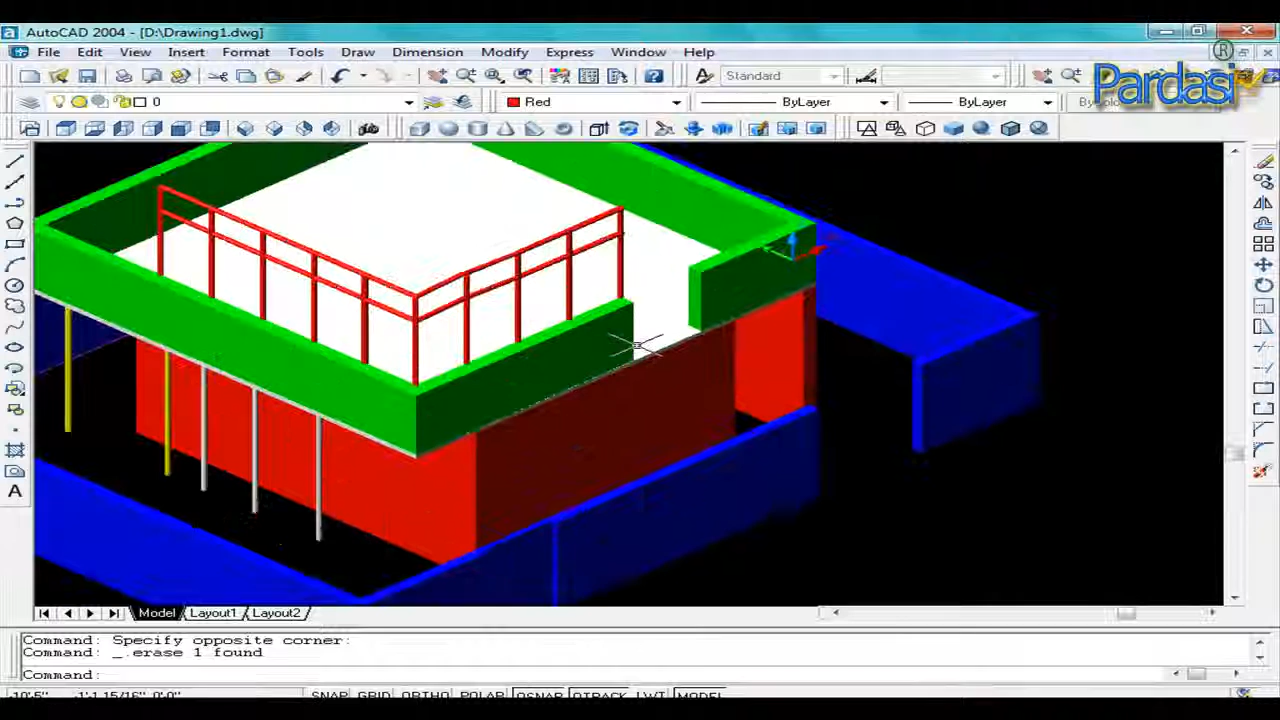 AutoCAD 2004 - [D:\Drawing1.dwg]
File Edit View Insert Format Tools Draw Dimension Modify Express Window Help
®
Pardasi
Standard
0 Red ByLayer ByLayer
A
Model Layout1 Layout2
Command: Specify opposite corner:
Command: _.erase 1 found
Command:
SNAP GRID ORTHO POLAR OSNAP OTRACK LWT MODEL